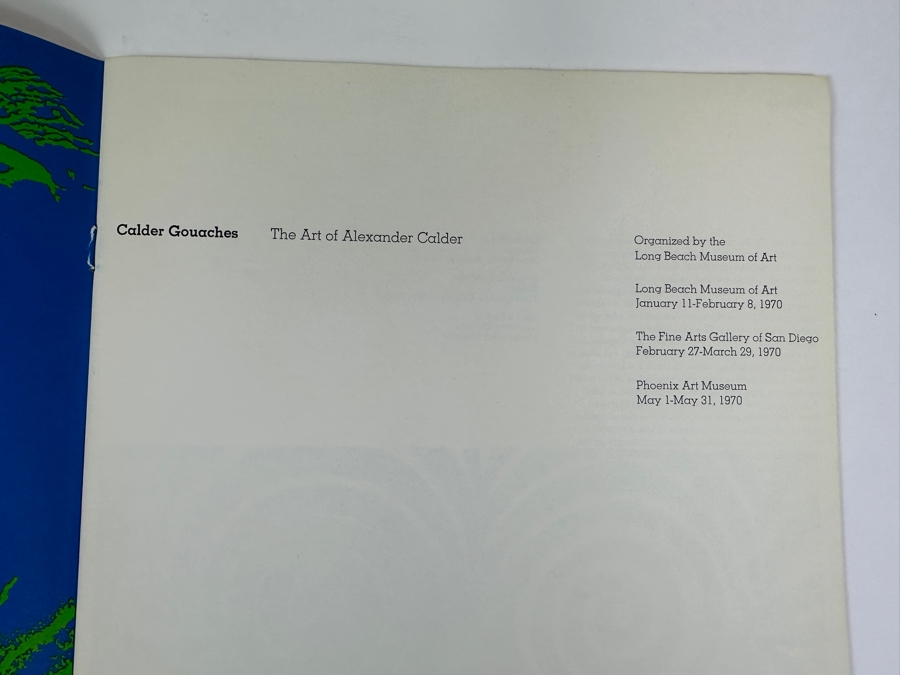 Calder Gouaches
The Art of Alexander Calder
Organized by the
Long Beach Museum of Art
Long Beach Museum of Art
January 11-February 8, 1970
The Fine Arts Gallery of San Diego
February 27-March 29, 1970
Phoenix Art Museum
May 1-May 31, 1970